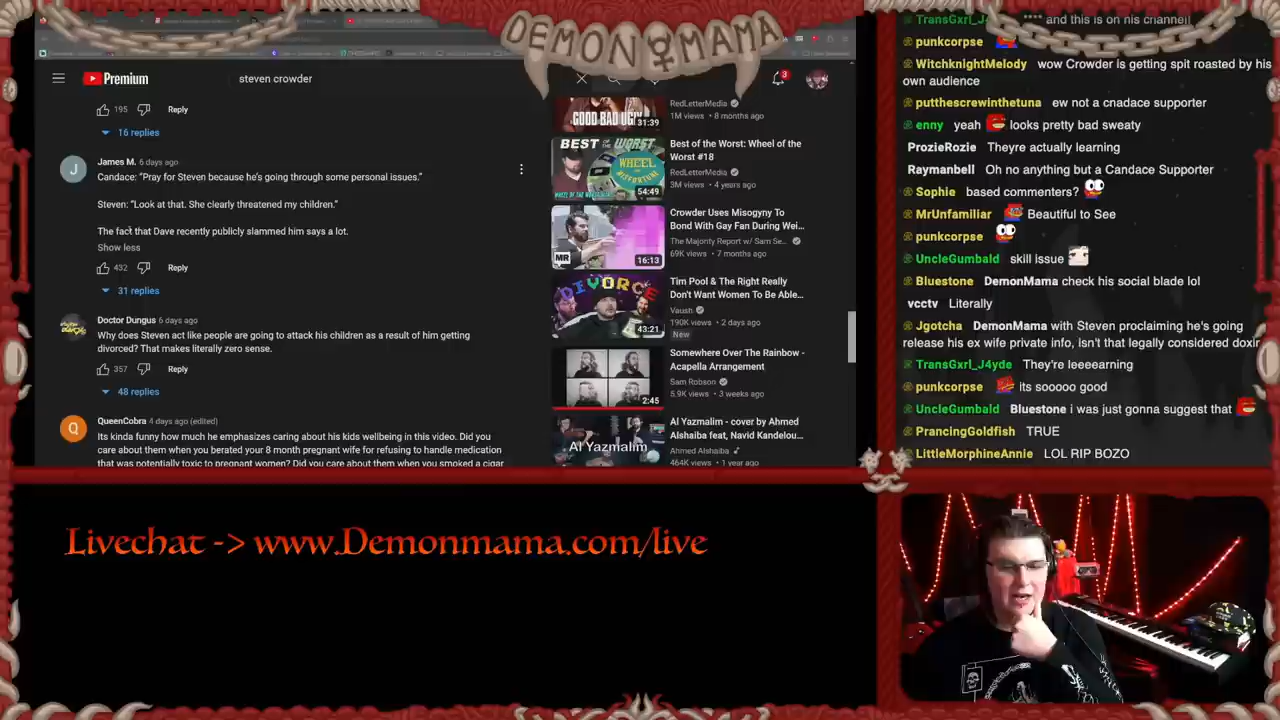 DEMON MAMA
Premium
steven crowder
3
195
Reply
16 replies
James M. 6 days ago
Candace: "Pray for Steven because he's going through some personal issues."
Steven: "Look at that. She clearly threatened my children."
The fact that Dave recently publicly slammed him says a lot.
Show less
432
Reply
31 replies
Doctor Dungus 6 days ago
Why does Steven act like people are going to attack his children as a result of him getting
divorced? That makes literally zero sense.
357
Reply
48 replies
Q
QueenCobra 4 days ago (edited)
Its kinda funny how much he emphasizes caring about his kids wellbeing in this video. Did you
care about them when you berated your 8 month pregnant wife for refusing to handle medication
that was potentially toxic to pregnant women? Did you care about them when you smoked a cigar
J
GOOD BAD UGLY
31:39
RedLetterMedia
1M views • 8 months ago
BEST OF THE WORST
WHEEL
54:49
Best of the Worst: Wheel of the
Worst #18
RedLetterMedia
3M views • 4 years ago
MR
16:13
Crowder Uses Misogyny To
Bond With Gay Fan During Wei...
The Majority Report w/ Sam Se...
69K views • 7 months ago
DIVORCE
43:21
Tim Pool & The Right Really
Don't Want Women To Be Able...
Vaush
190K views • 2 days ago
New
2:45
Somewhere Over The Rainbow -
Acapella Arrangement
Sam Robson
5.9K views • 3 weeks ago
Al Yazmalim
Al Yazmalim - cover by Ahmed
Alshaiba feat, Navid Kandelou...
Ahmed Alshaiba
464K views • 1 year ago
TransGxrl_J4 **** and this is on his channel
punkcorpse
WitchknightMelody wow Crowder is getting spit roasted by his
own audience
putthescrewinthetuna ew not a cnadace supporter
enny yeah looks pretty bad sweaty
ProzieRozie Theyre actually learning
Raymanbell Oh no anything but a Candace Supporter
Sophie based commenters?
MrUnfamiliar Beautiful to See
punkcorpse
UncleGumbald skill issue
Bluestone DemonMama check his social blade lol
vcctv Literally
Jgotcha DemonMama with Steven proclaiming he's going
release his ex wife private info, isn't that legally considered doxir
TransGxrl_J4yde They're leeeearning
punkcorpse its sooooo good
UncleGumbald Bluestone i was just gonna suggest that
PrancingGoldfish TRUE
LittleMorphineAnnie LOL RIP BOZO
Livechat -> www.Demonmama.com/live